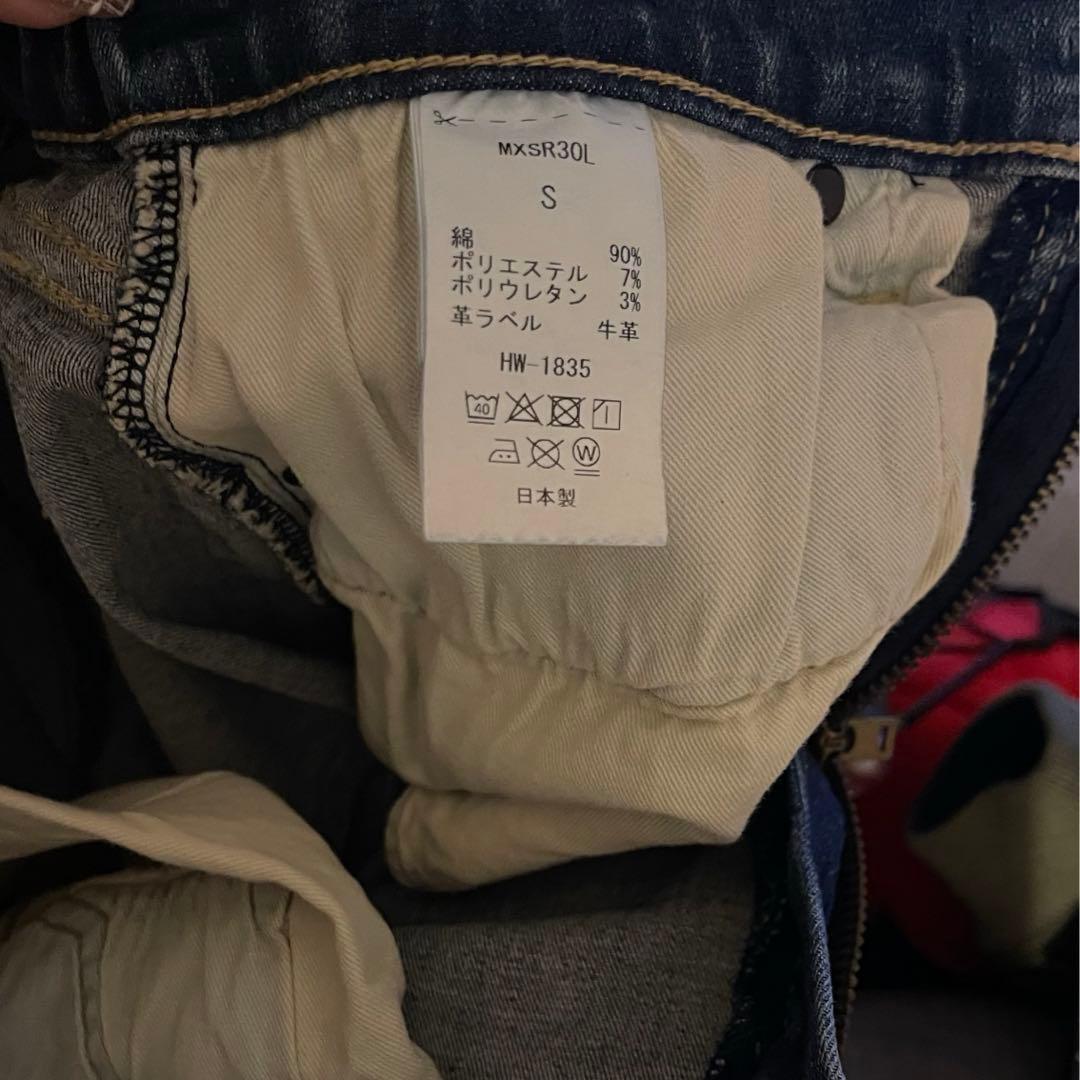 MXSR30L
S
綿 90%
ポリエステル 7%
ポリウレタン 3%
革ラベル 牛革
HW-1835
40
W
日本製